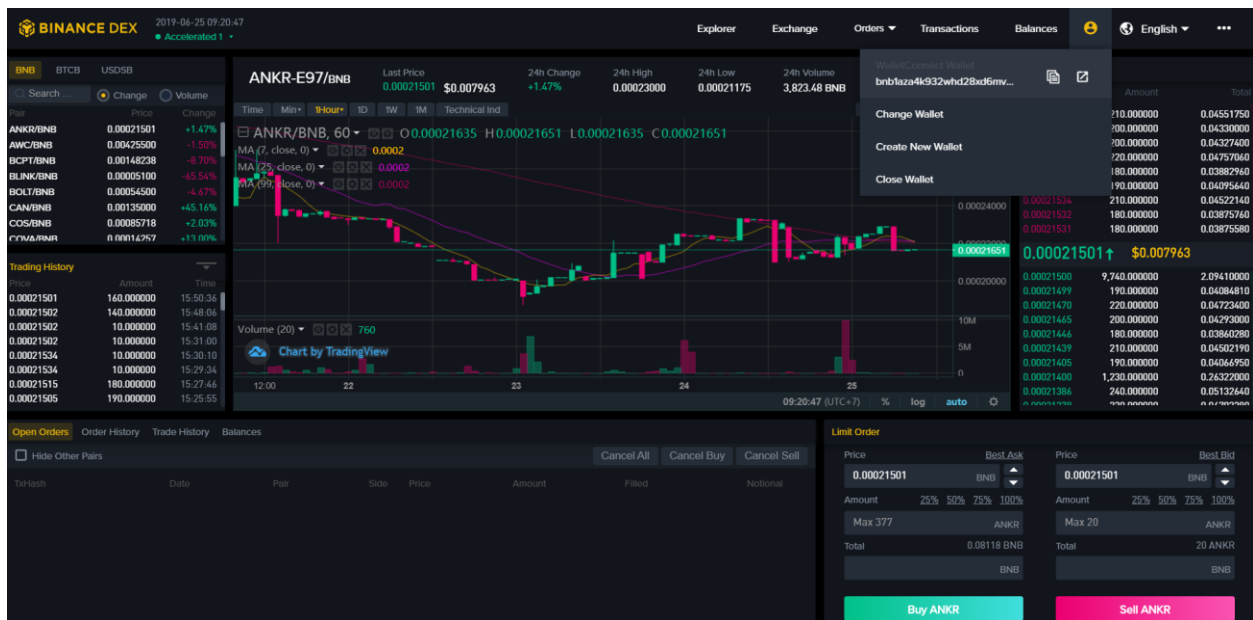 BINANCE DEX
2019-06-25 09:20:47
Accelerated 1
Explorer Exchange Orders Transactions Balances English
WalletConnect Wallet
bnb1aza4k932whd28xd6mv...
Change Wallet
Create New Wallet
Close Wallet
BNB BTCB USDSB
Search ... Change Volume
Pair Price Change
ANKR/BNB 0.00021501 +1.47%
AWC/BNB 0.00425500 -1.50%
BCPT/BNB 0.00148238 -8.70%
BLINK/BNB 0.00005100 -65.54%
BOLT/BNB 0.00054500 -4.67%
CAN/BNB 0.00135000 +45.16%
COS/BNB 0.00085718 +2.03%
COVA/BNB 0.00014257 +13.00%
Trading History
Price Amount Time
0.00021501 160.000000 15:50:36
0.00021502 140.000000 15:48:06
0.00021502 10.000000 15:41:08
0.00021502 10.000000 15:31:00
0.00021534 10.000000 15:30:10
0.00021534 10.000000 15:29:34
0.00021515 180.000000 15:27:46
0.00021505 190.000000 15:25:55
ANKR-E97/BNB
Last Price 24h Change 24h High 24h Low 24h Volume
0.00021501 $0.007963 +1.47% 0.00023000 0.00021175 3,823.48 BNB
Time Min 1Hour 1D 1W 1M Technical Ind
ANKR/BNB, 60 O 0.00021635 H 0.00021651 L 0.00021635 C 0.00021651
MA (7, close, 0) 0.0002
MA (25, close, 0) 0.0002
MA (99, close, 0) 0.0002
0.00024000
0.00021651
0.00020000
Volume (20) 760
10M
5M
0
Chart by TradingView
12:00 22 23 24 25
09:20:47 (UTC+7) % log auto
Amount Total
210.000000 0.04551750
200.000000 0.04330000
200.000000 0.04327400
220.000000 0.04757060
180.000000 0.03882960
190.000000 0.04095640
0.00021534 210.000000 0.04522140
0.00021532 180.000000 0.03875760
0.00021531 180.000000 0.03875580
0.00021501 $0.007963
0.00021500 9,740.000000 2.09410000
0.00021499 190.000000 0.04084810
0.00021470 220.000000 0.04723400
0.00021465 200.000000 0.04293000
0.00021446 180.000000 0.03860280
0.00021439 210.000000 0.04502190
0.00021405 190.000000 0.04066950
0.00021400 1,230.000000 0.26322000
0.00021386 240.000000 0.05132640
Open Orders Order History Trade History Balances
Hide Other Pairs Cancel All Cancel Buy Cancel Sell
TxHash Date Pair Side Price Amount Filled Notional
Limit Order
Price Best Ask Price Best Bid
0.00021501 BNB 0.00021501 BNB
Amount 25% 50% 75% 100% Amount 25% 50% 75% 100%
Max 377 ANKR Max 20 ANKR
Total 0.08118 BNB Total 20 ANKR
BNB BNB
Buy ANKR Sell ANKR